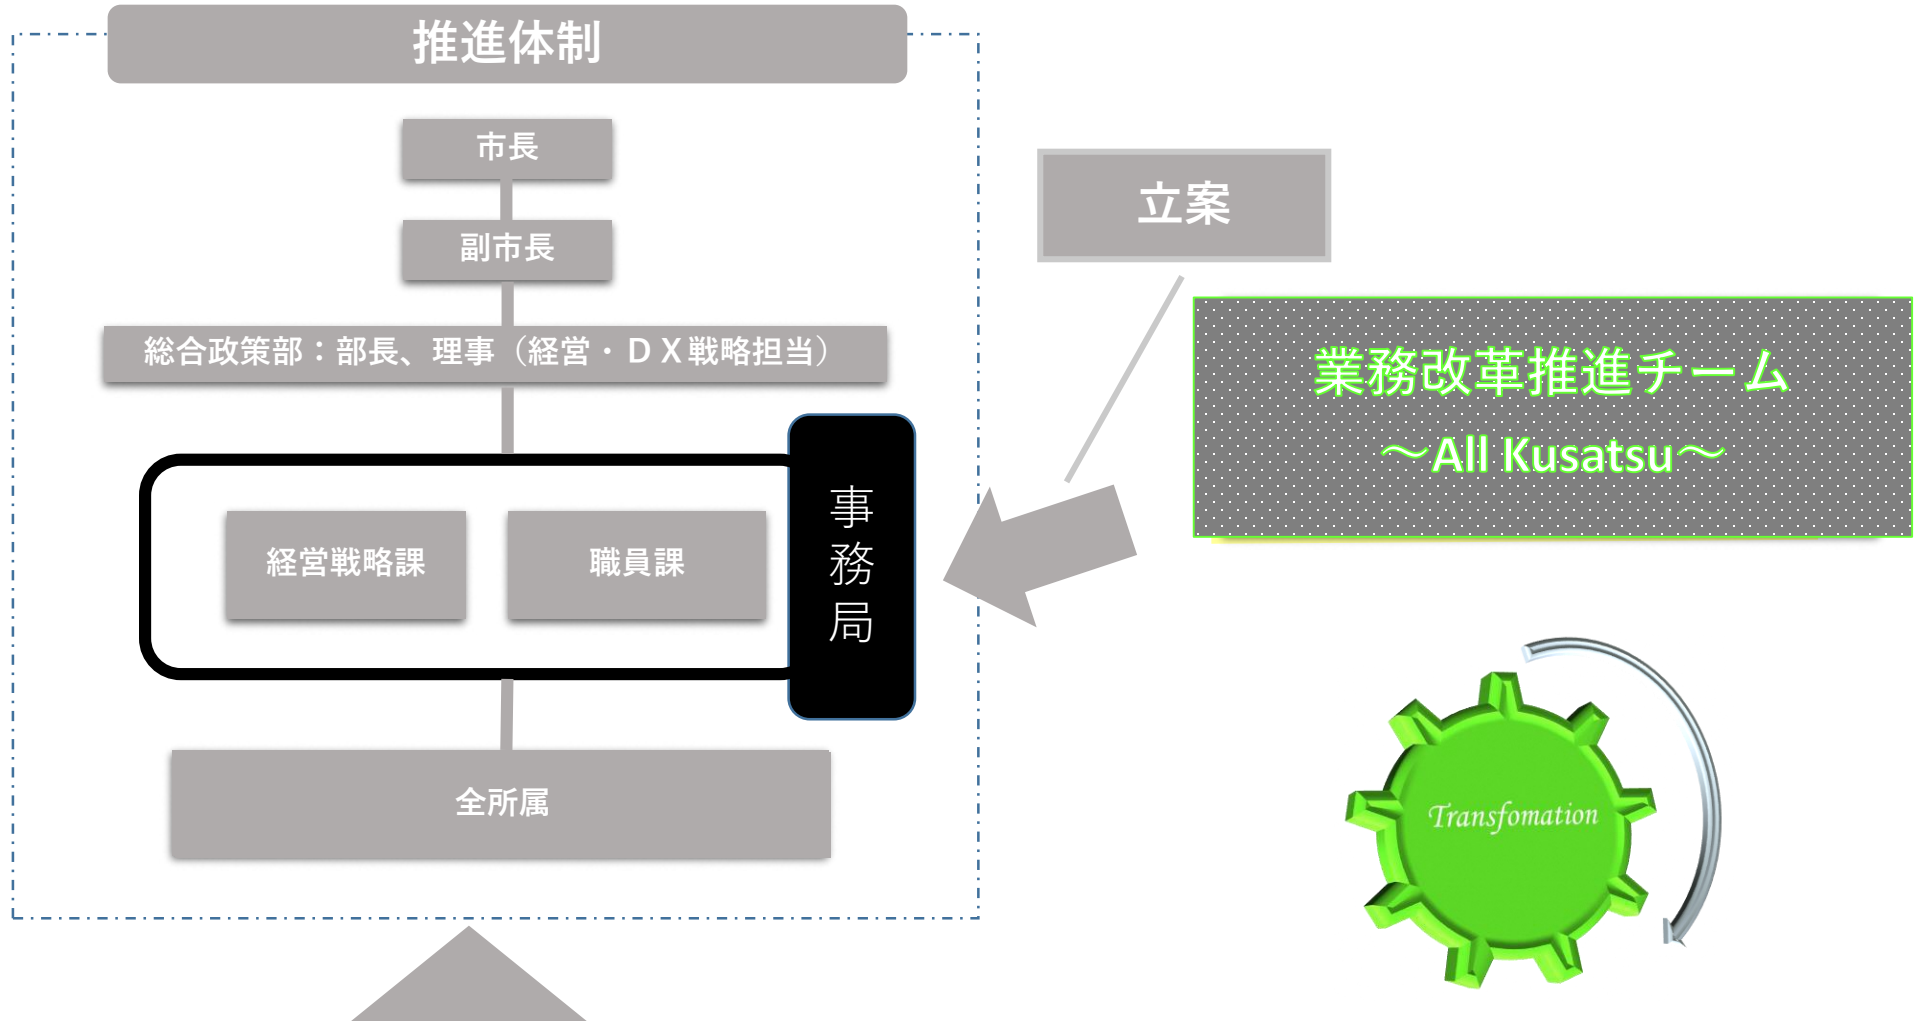 推進体制
市長
副市長
総合政策部：部長、理事（経営・ＤＸ戦略担当）
経営戦略課
職員課
事務局
全所属
立案
業務改革推進チーム
～All Kusatsu～
Transfomation